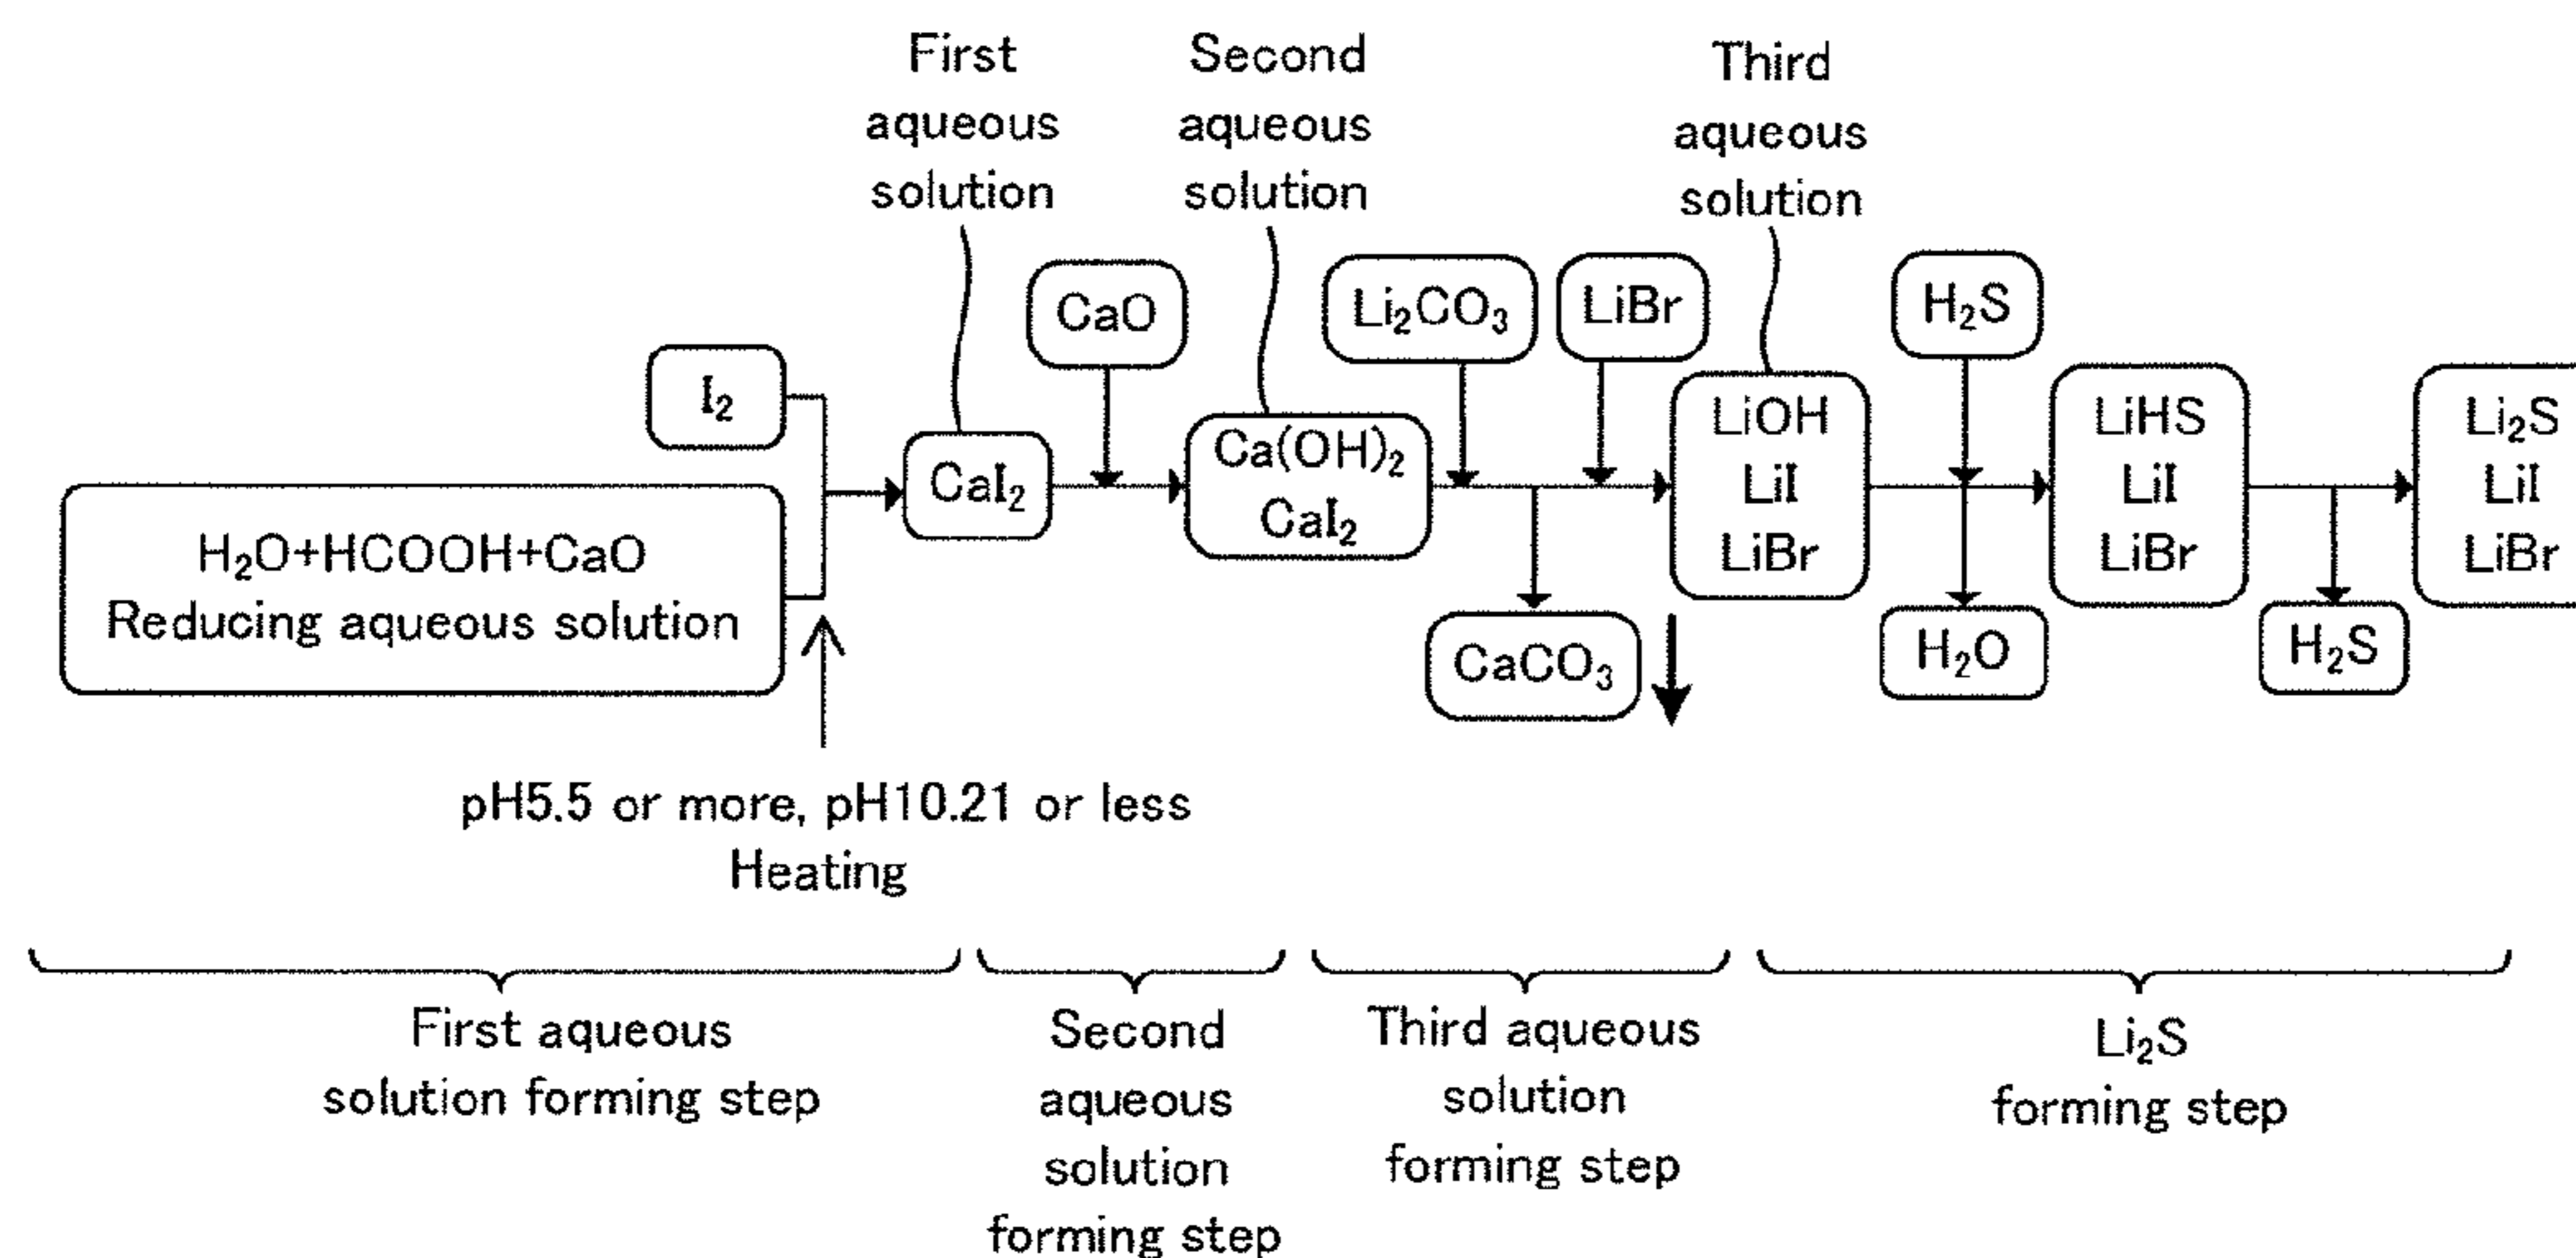 First
aqueous
solution
Second
aqueous
solution
Third
aqueous
solution
I₂
H₂O+HCOOH+CaO
Reducing aqueous solution
CaI₂
CaO
Ca(OH)₂
CaI₂
Li₂CO₃
LiBr
CaCO₃
LiOH
LiI
LiBr
H₂S
H₂O
LiHS
LiI
LiBr
H₂S
Li₂S
LiI
LiBr
pH5.5 or more, pH10.21 or less
Heating
First aqueous
solution forming step
Second
aqueous
solution
forming step
Third aqueous
solution
forming step
Li₂S
forming step